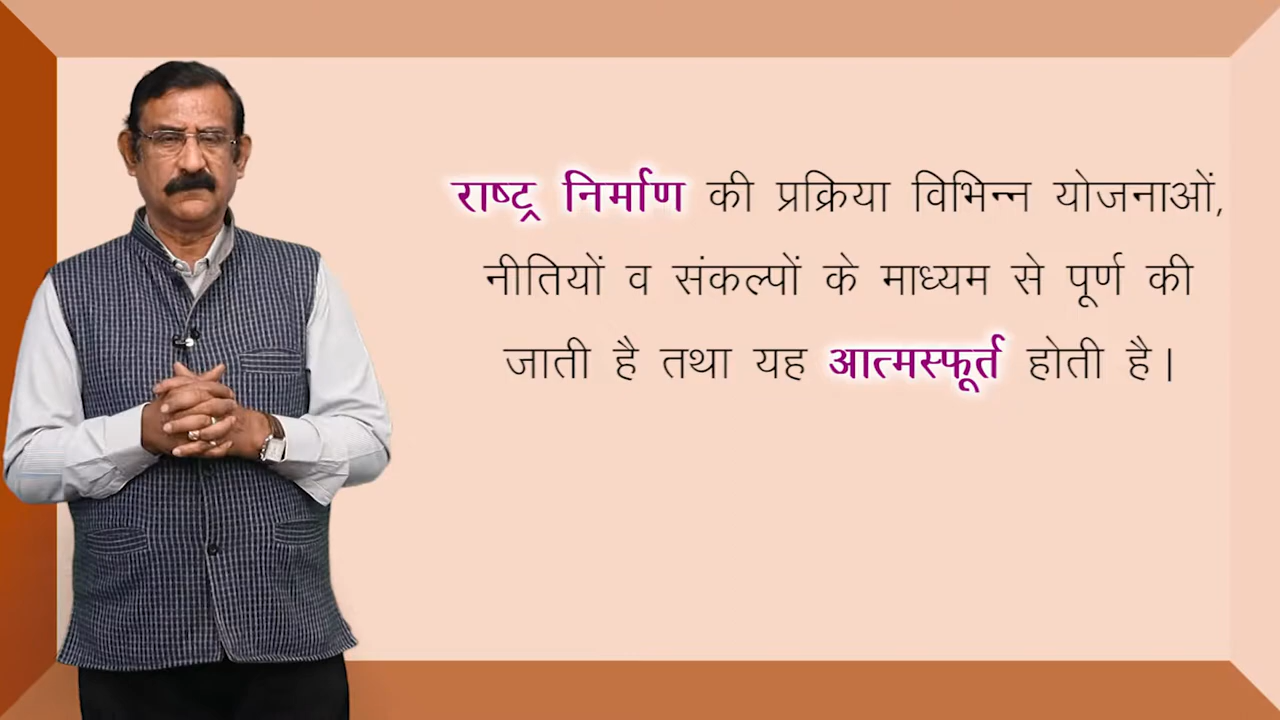 राष्ट्र निर्माण की प्रक्रिया विभिन्न योजनाओं,
नीतियों व संकल्पों के माध्यम से पूर्ण की
जाती है तथा यह आत्मस्फूर्त होती है।